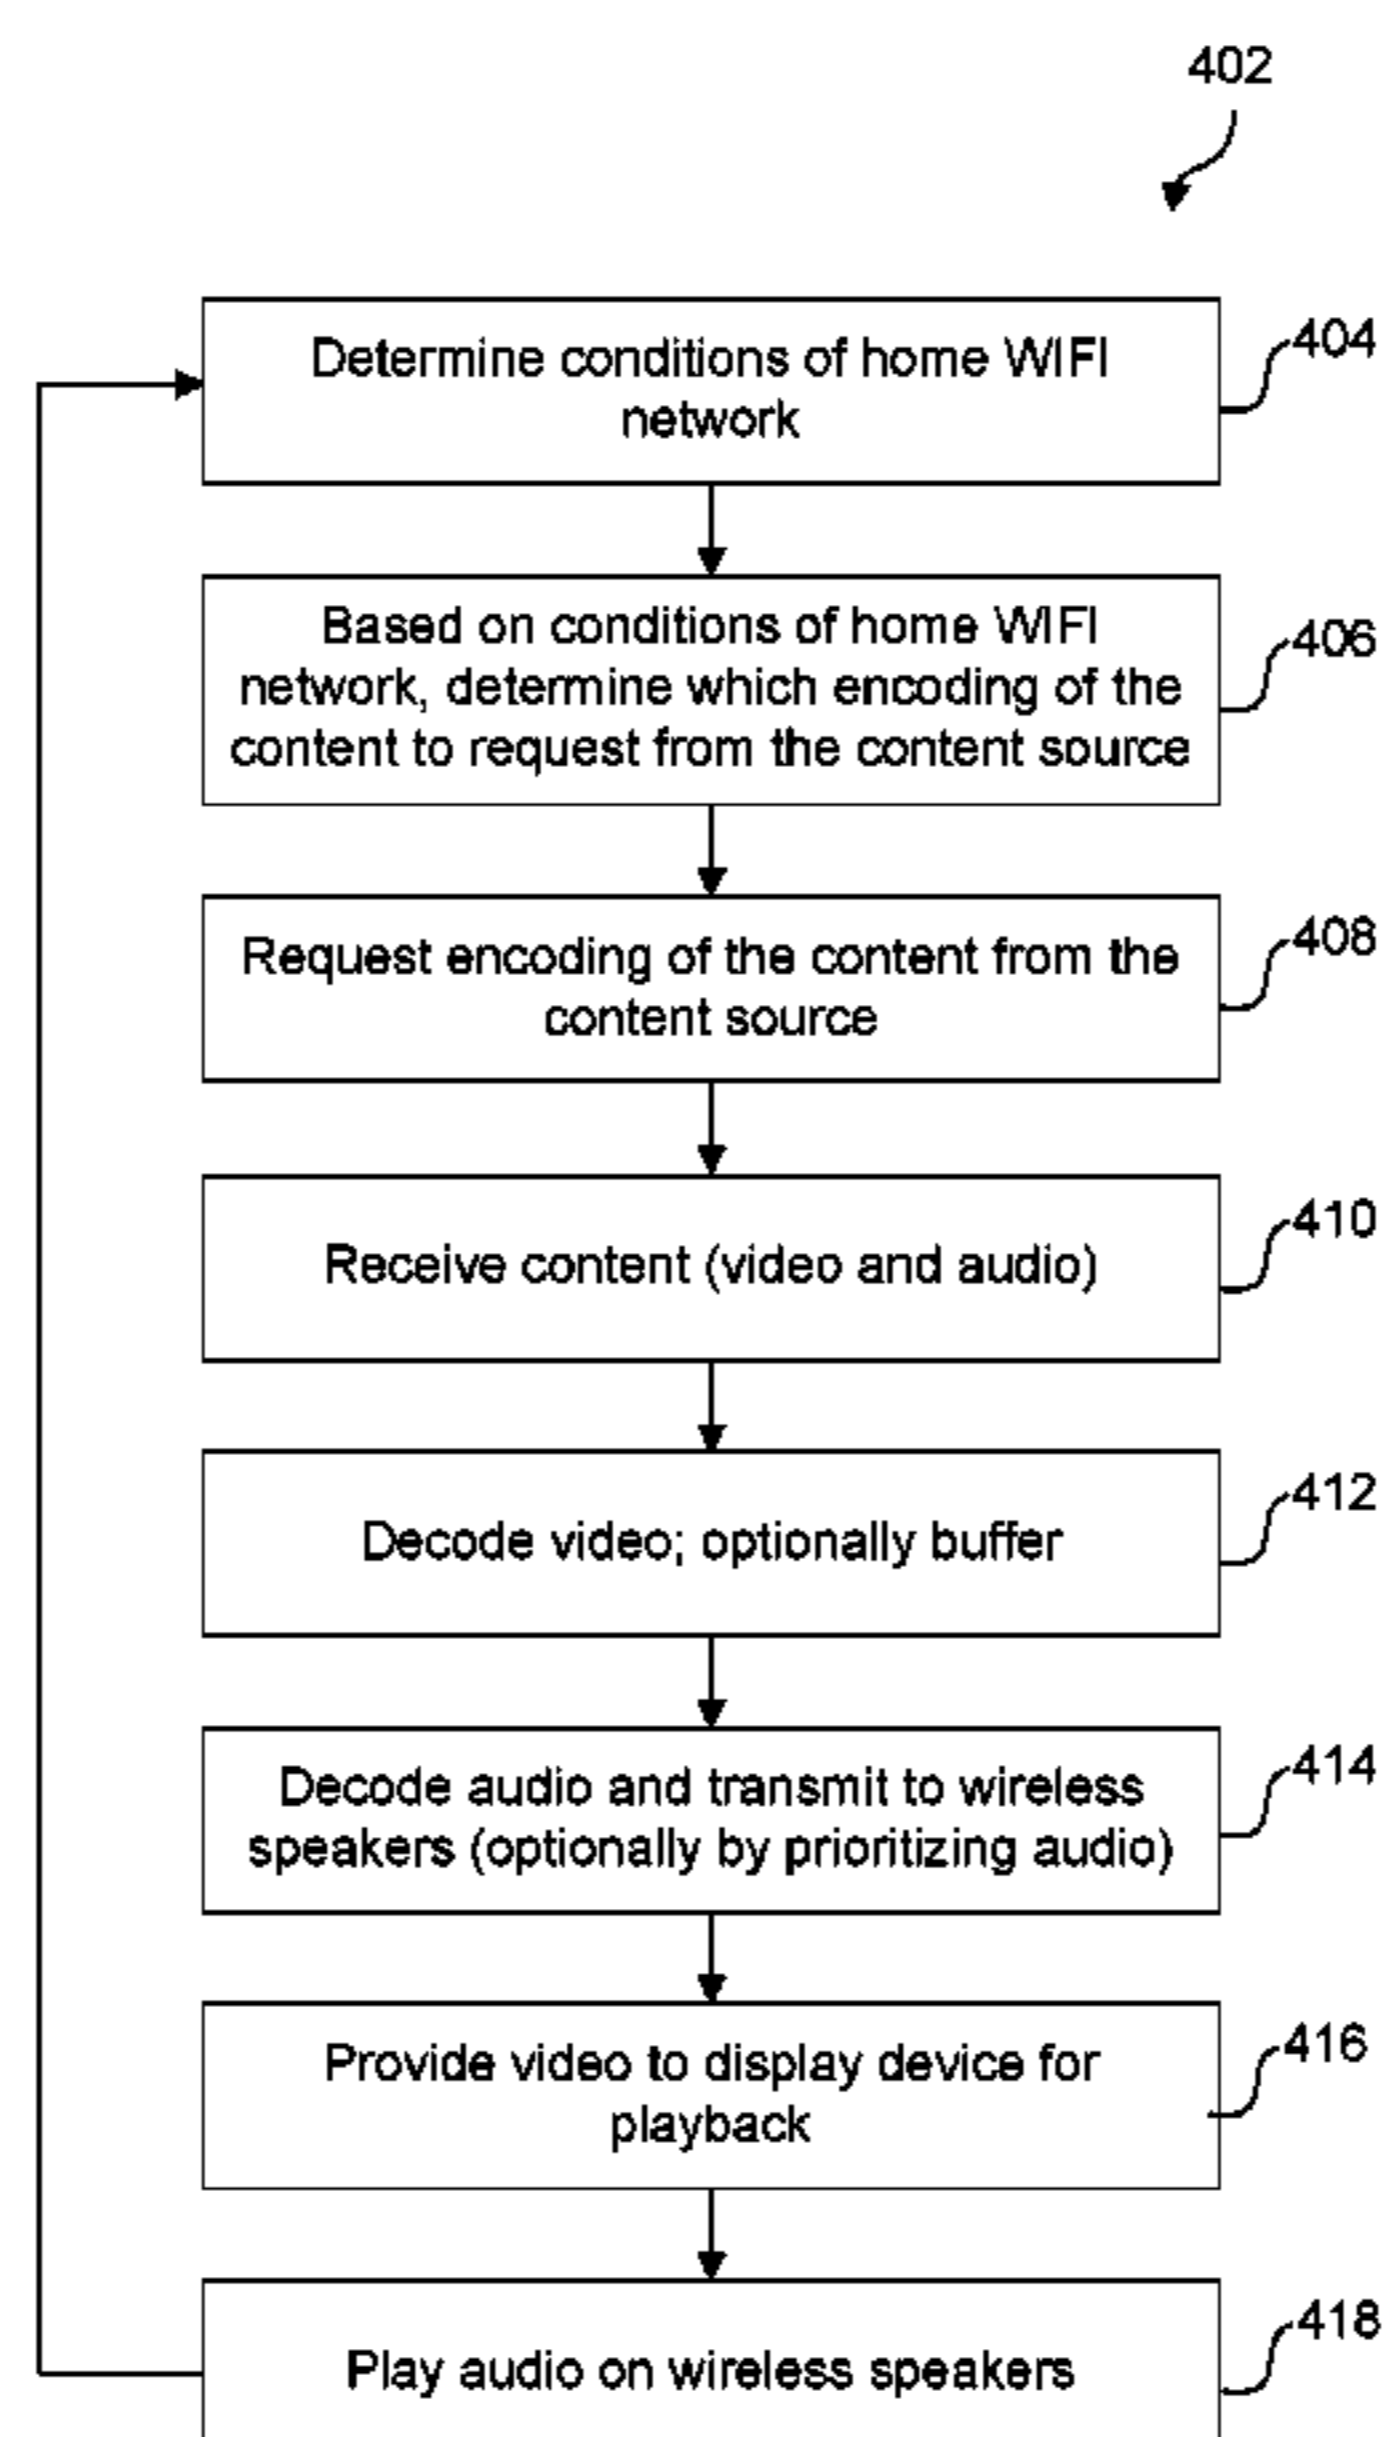 402
Determine conditions of home WIFI
network
404
Based on conditions of home WIFI
network, determine which encoding of the
content to request from the content source
406
Request encoding of the content from the
content source
408
Receive content (video and audio)
410
Decode video; optionally buffer
412
Decode audio and transmit to wireless
speakers (optionally by prioritizing audio)
414
Provide video to display device for
playback
416
Play audio on wireless speakers
418